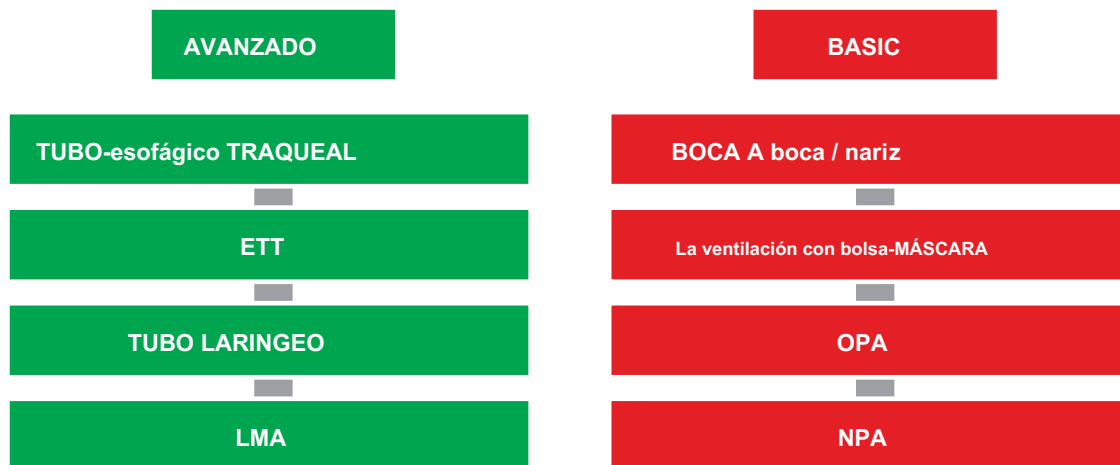 AVANZADO
TUBO-esofágico TRAQUEAL
ETT
TUBO LARINGEO
LMA
BASIC
BOCA A boca / nariz
La ventilación con bolsa-MÁSCARA
OPA
NPA